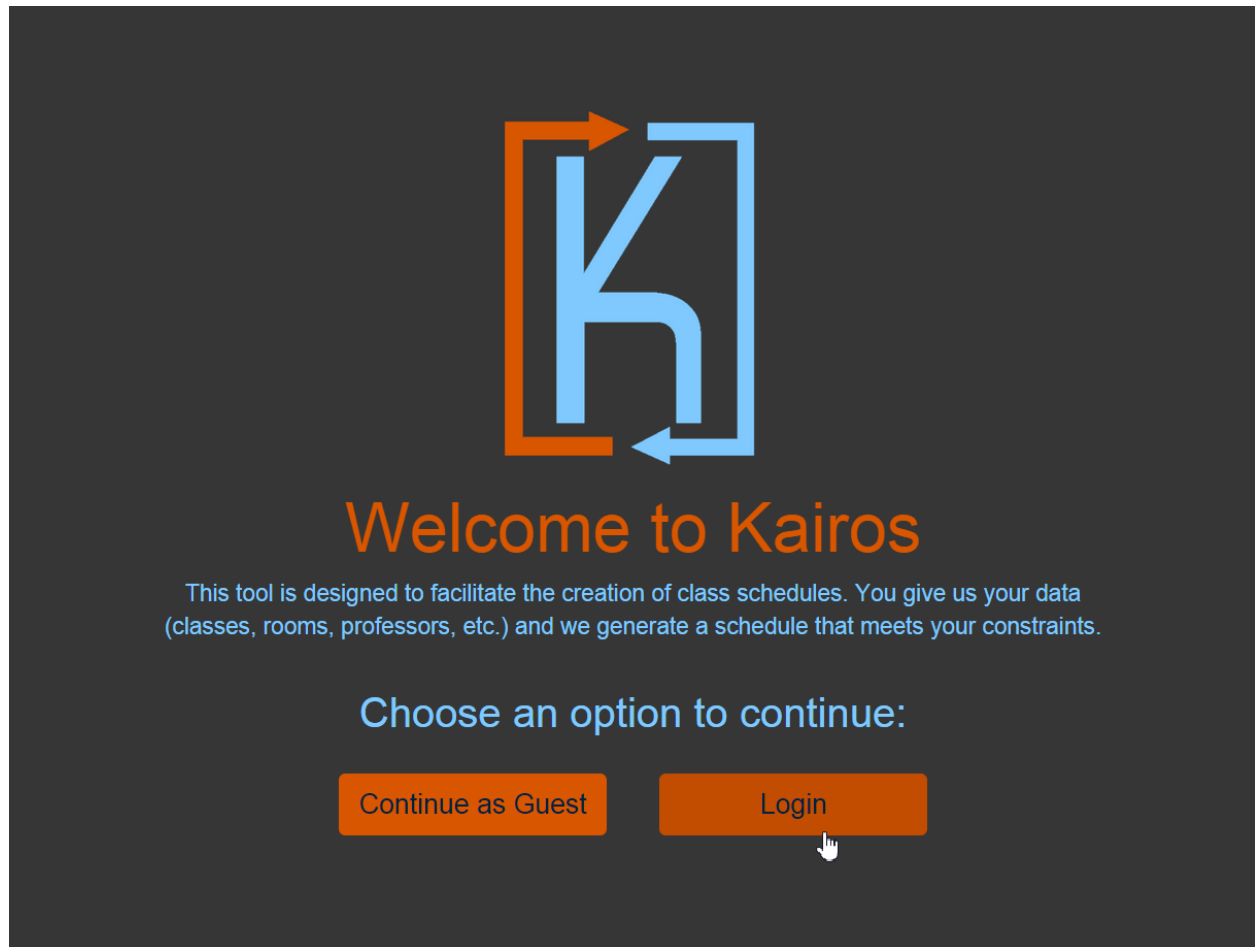 K
Welcome to Kairos
This tool is designed to facilitate the creation of class schedules. You give us your data
(classes, rooms, professors, etc.) and we generate a schedule that meets your constraints.
Choose an option to continue:
Continue as Guest
Login